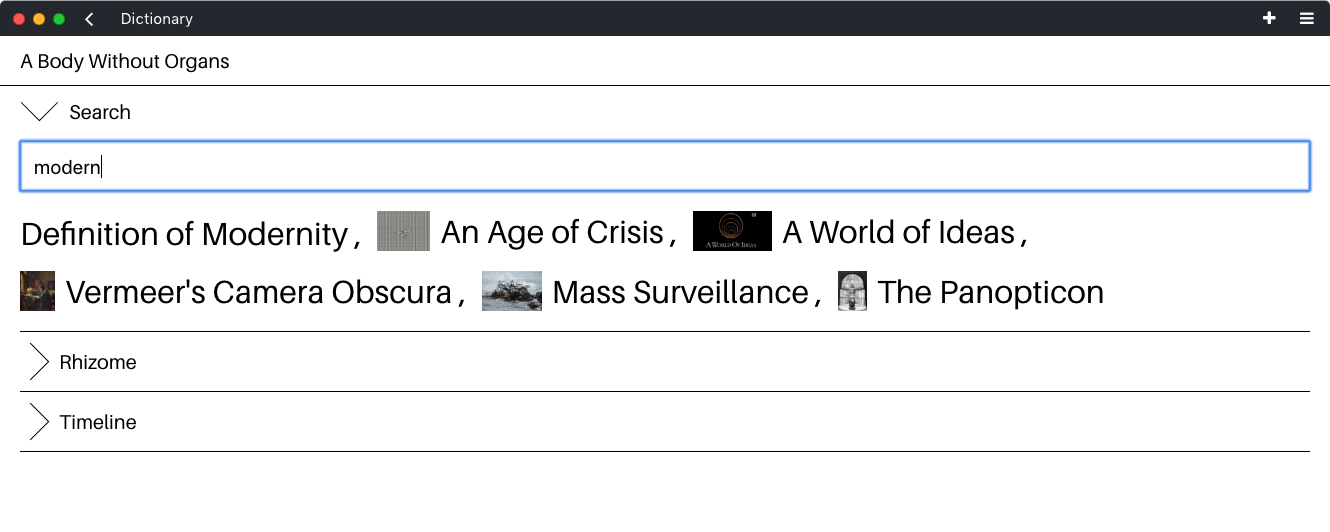 Dictionary
A Body Without Organs
Search
modern
Definition of Modernity, An Age of Crisis, A WORLD OF IDEAS A World of Ideas,
Vermeer's Camera Obscura, Mass Surveillance, The Panopticon
Rhizome
Timeline